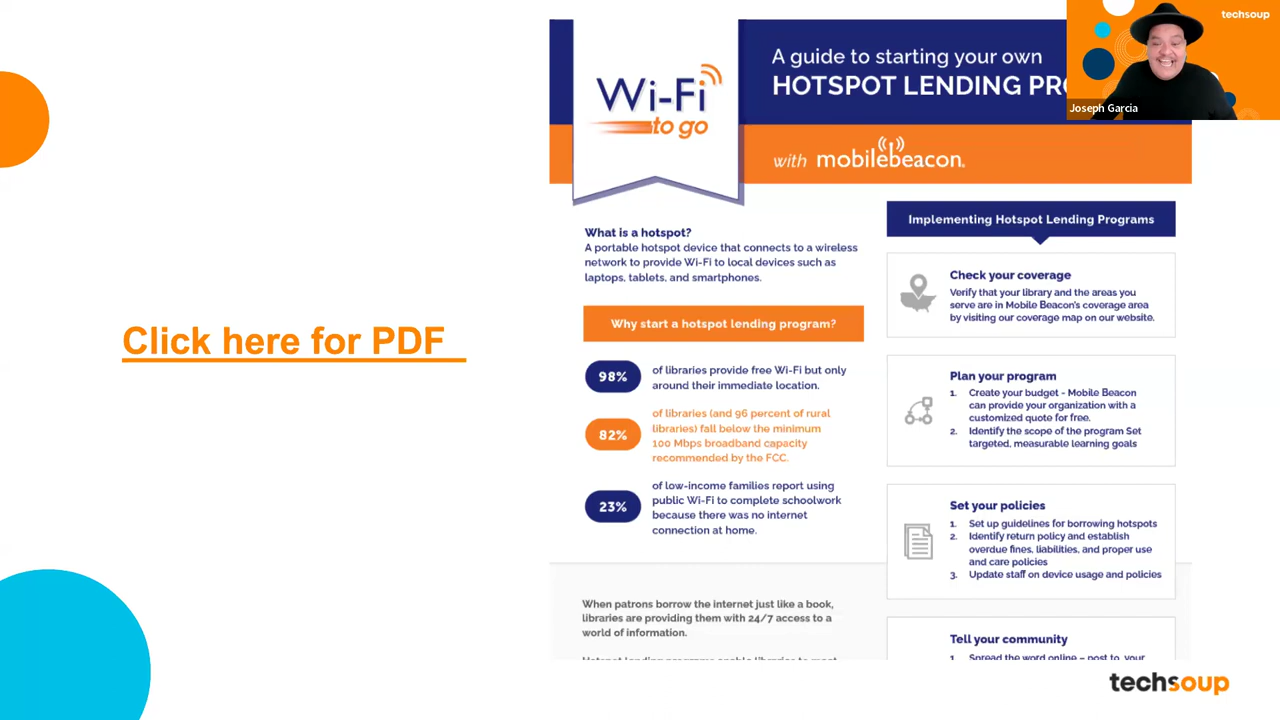 techsoup
Joseph Garcia
Click here for PDF
Wi-Fi
to go
A guide to starting your own
HOTSPOT LENDING
with mobilebeacon.
What is a hotspot?
A portable hotspot device that connects to a wireless
network to provide Wi-Fi to local devices such as
laptops, tablets, and smartphones.
Why start a hotspot lending program?
98%
of libraries provide free Wi-Fi but only
around their immediate location.
82%
of libraries (and 96 percent of rural
libraries) fall below the minimum
100 Mbps broadband capacity
recommended by the FCC.
23%
of low-income families report using
public Wi-Fi to complete schoolwork
because there was no internet
connection at home.
When patrons borrow the internet just like a book,
libraries are providing them with 24/7 access to a
world of information.
Implementing Hotspot Lending Programs
Check your coverage
Verify that your library and the areas you
serve are in Mobile Beacon's coverage area
by visiting our coverage map on our website.
Plan your program
1. Create your budget - Mobile Beacon
can provide your organization with a
customized quote for free.
2. Identify the scope of the program Set
targeted, measurable learning goals
Set your policies
1. Set up guidelines for borrowing hotspots
2. Identify return policy and establish
overdue fines, liabilities, and proper use
and care policies
3. Update staff on device usage and policies
Tell your community
1. Spread the word online – post to, your
techsoup